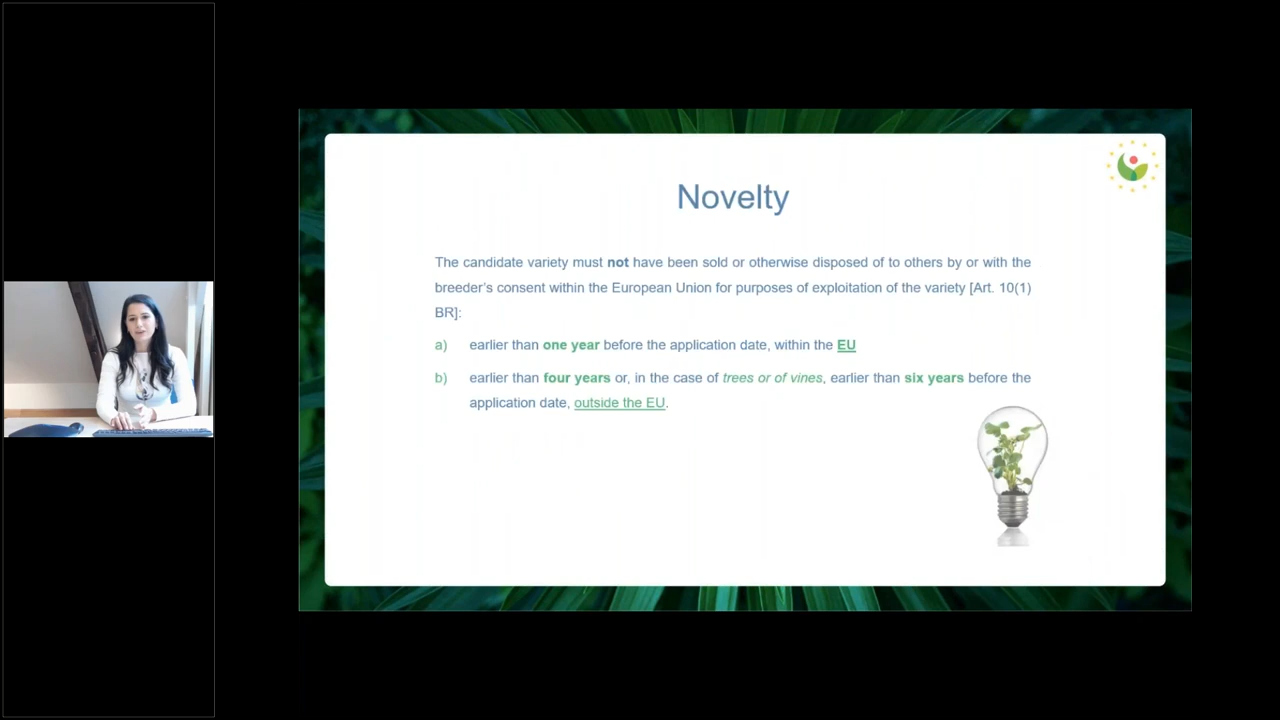 Novelty
The candidate variety must not have been sold or otherwise disposed of to others by or with the
breeder's consent within the European Union for purposes of exploitation of the variety [Art. 10(1)
BR]:
a) earlier than one year before the application date, within the EU
b) earlier than four years or, in the case of trees or of vines, earlier than six years before the
application date, outside the EU.